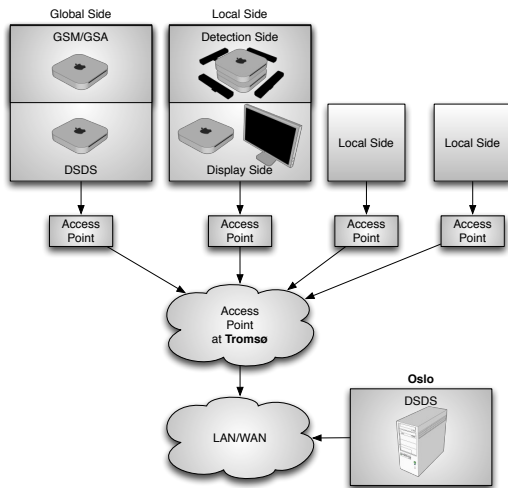 Global Side
Local Side
GSM/GSA
Detection Side
DSDS
Display Side
Local Side
Local Side
Access
Point
Access
Point
Access
Point
Access
Point
Access
Point
at Tromsø
LAN/WAN
Oslo
DSDS